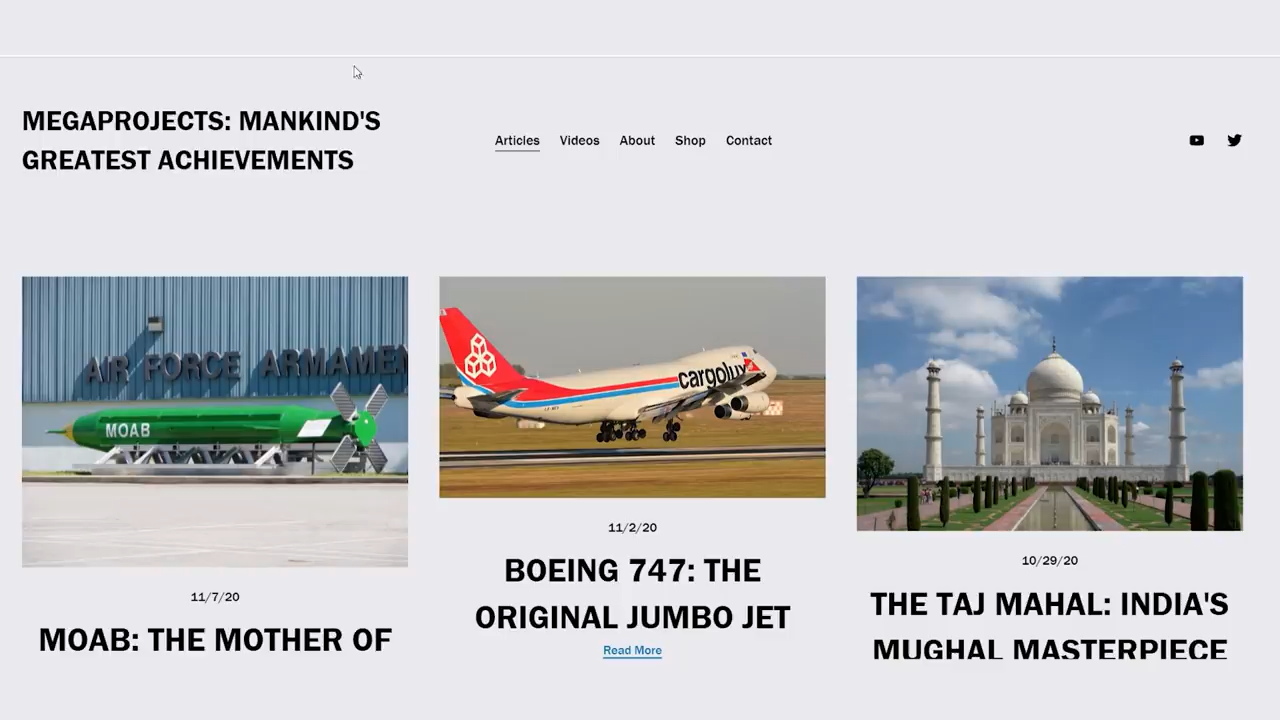 MEGAPROJECTS: MANKIND'S
GREATEST ACHIEVEMENTS
Articles Videos About Shop Contact
AIR FORCE ARMAMEN
MOAB
cargolux
11/7/20
MOAB: THE MOTHER OF
11/2/20
BOEING 747: THE
ORIGINAL JUMBO JET
Read More
10/29/20
THE TAJ MAHAL: INDIA'S
MUGHAL MASTERPIECE